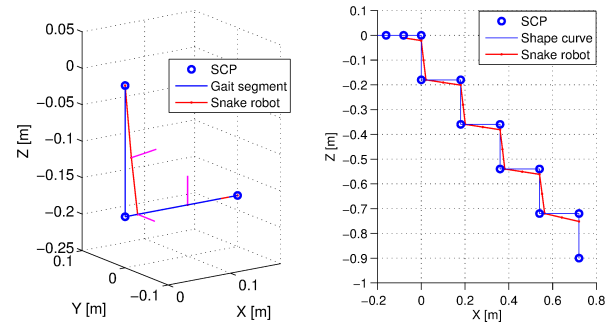 0.05
0
−0.05
−0.1
−0.15
−0.2
−0.25
Z [m]
0.1
0
−0.1
Y [m]
0
0.1
X [m]
SCP
Gait segment
Snake robot
0.1
0
−0.1
−0.2
−0.3
−0.4
−0.5
−0.6
−0.7
−0.8
−0.9
−1
Z [m]
−0.2
0
0.2
0.4
0.6
0.8
X [m]
SCP
Shape curve
Snake robot